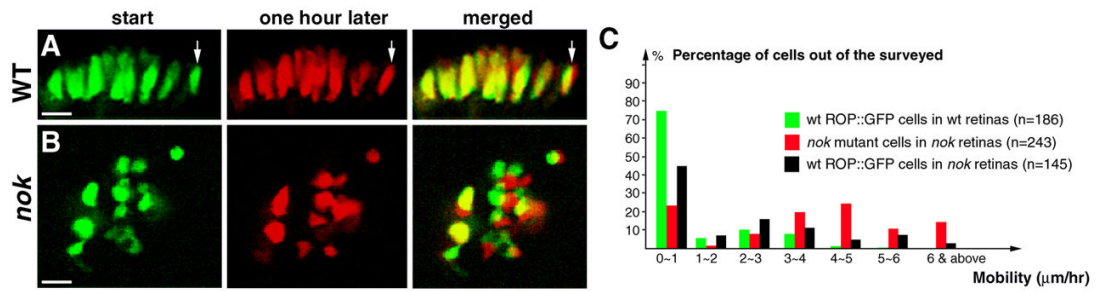 start
one hour later
merged
A
WT
B
nok
C
% Percentage of cells out of the surveyed
90
80
70
60
50
40
30
20
10
wt ROP::GFP cells in wt retinas (n=186)
nok mutant cells in nok retinas (n=243)
wt ROP::GFP cells in nok retinas (n=145)
0~1 1~2 2~3 3~4 4~5 5~6 6 & above
Mobility (μm/hr)